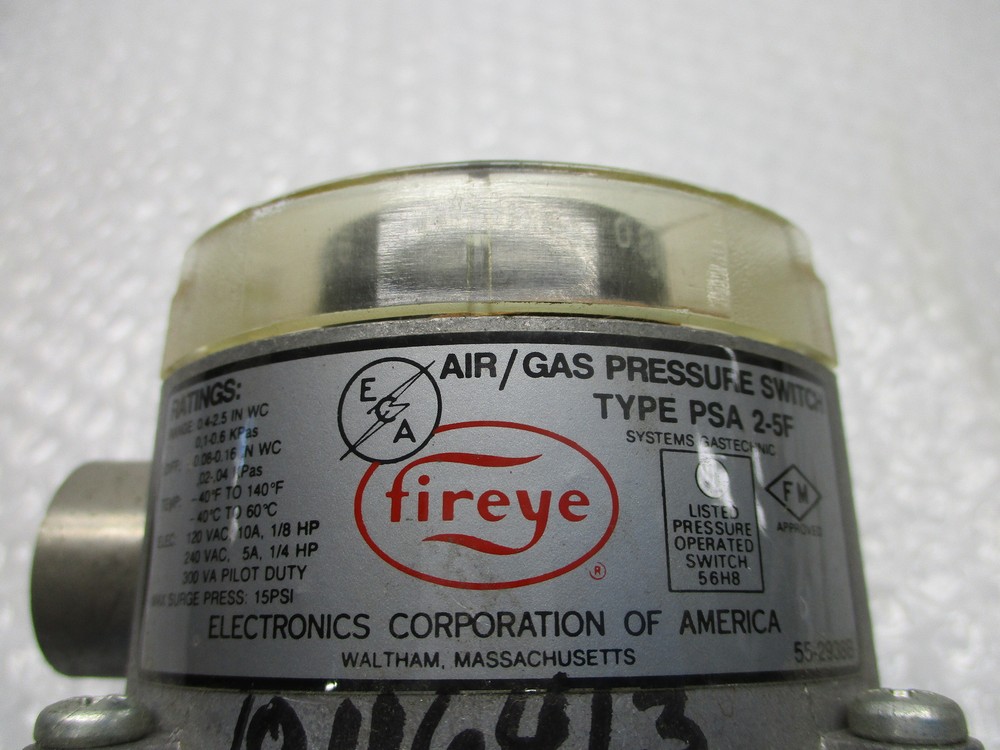 AIR/GAS PRESSURE SWITCH
TYPE PSA 2-5F
SYSTEMS GASTECHNIC
ECA
fireye
®
RATINGS:
RANGE: 0.4-2.5 IN WC
0.1-0.6 KPas
DIFF: 0.08-0.16 IN WC
.02-.04 KPas
TEMP: -40°F TO 140°F
-40°C TO 60°C
ELEC: 120 VAC, 10A, 1/8 HP
240 VAC, 5A, 1/4 HP
300 VA PILOT DUTY
MAX SURGE PRESS: 15PSI
LISTED
PRESSURE
OPERATED
SWITCH
56H8
FM
APPROVED
ELECTRONICS CORPORATION OF AMERICA
WALTHAM, MASSACHUSETTS